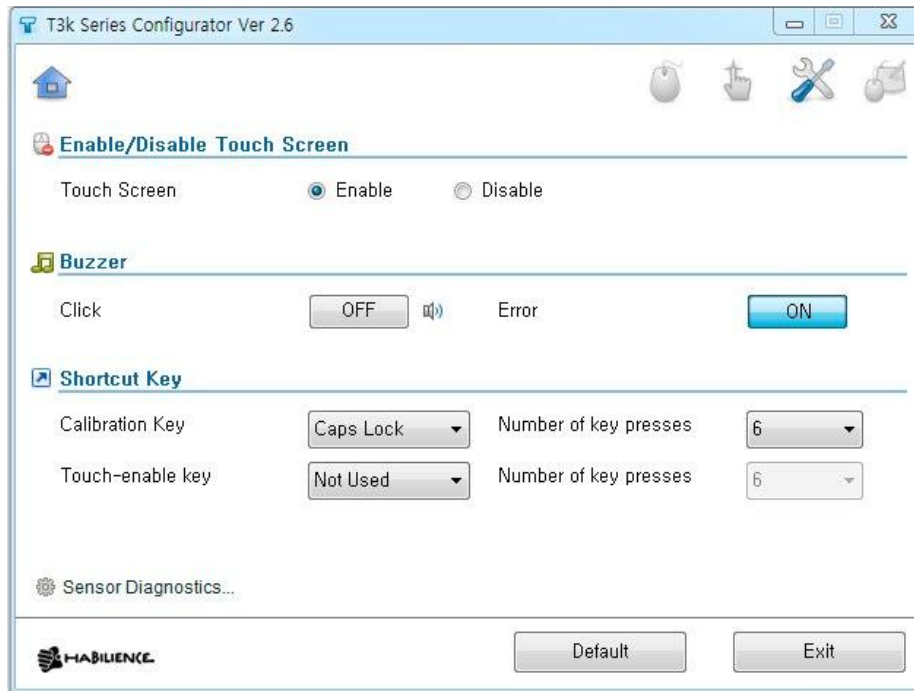 T3k Series Configurator Ver 2.6
Enable/Disable Touch Screen
Touch Screen Enable Disable
Buzzer
Click OFF Error ON
Shortcut Key
Calibration Key Caps Lock Number of key presses 6
Touch-enable key Not Used Number of key presses 6
Sensor Diagnostics...
HABILIENCE Default Exit